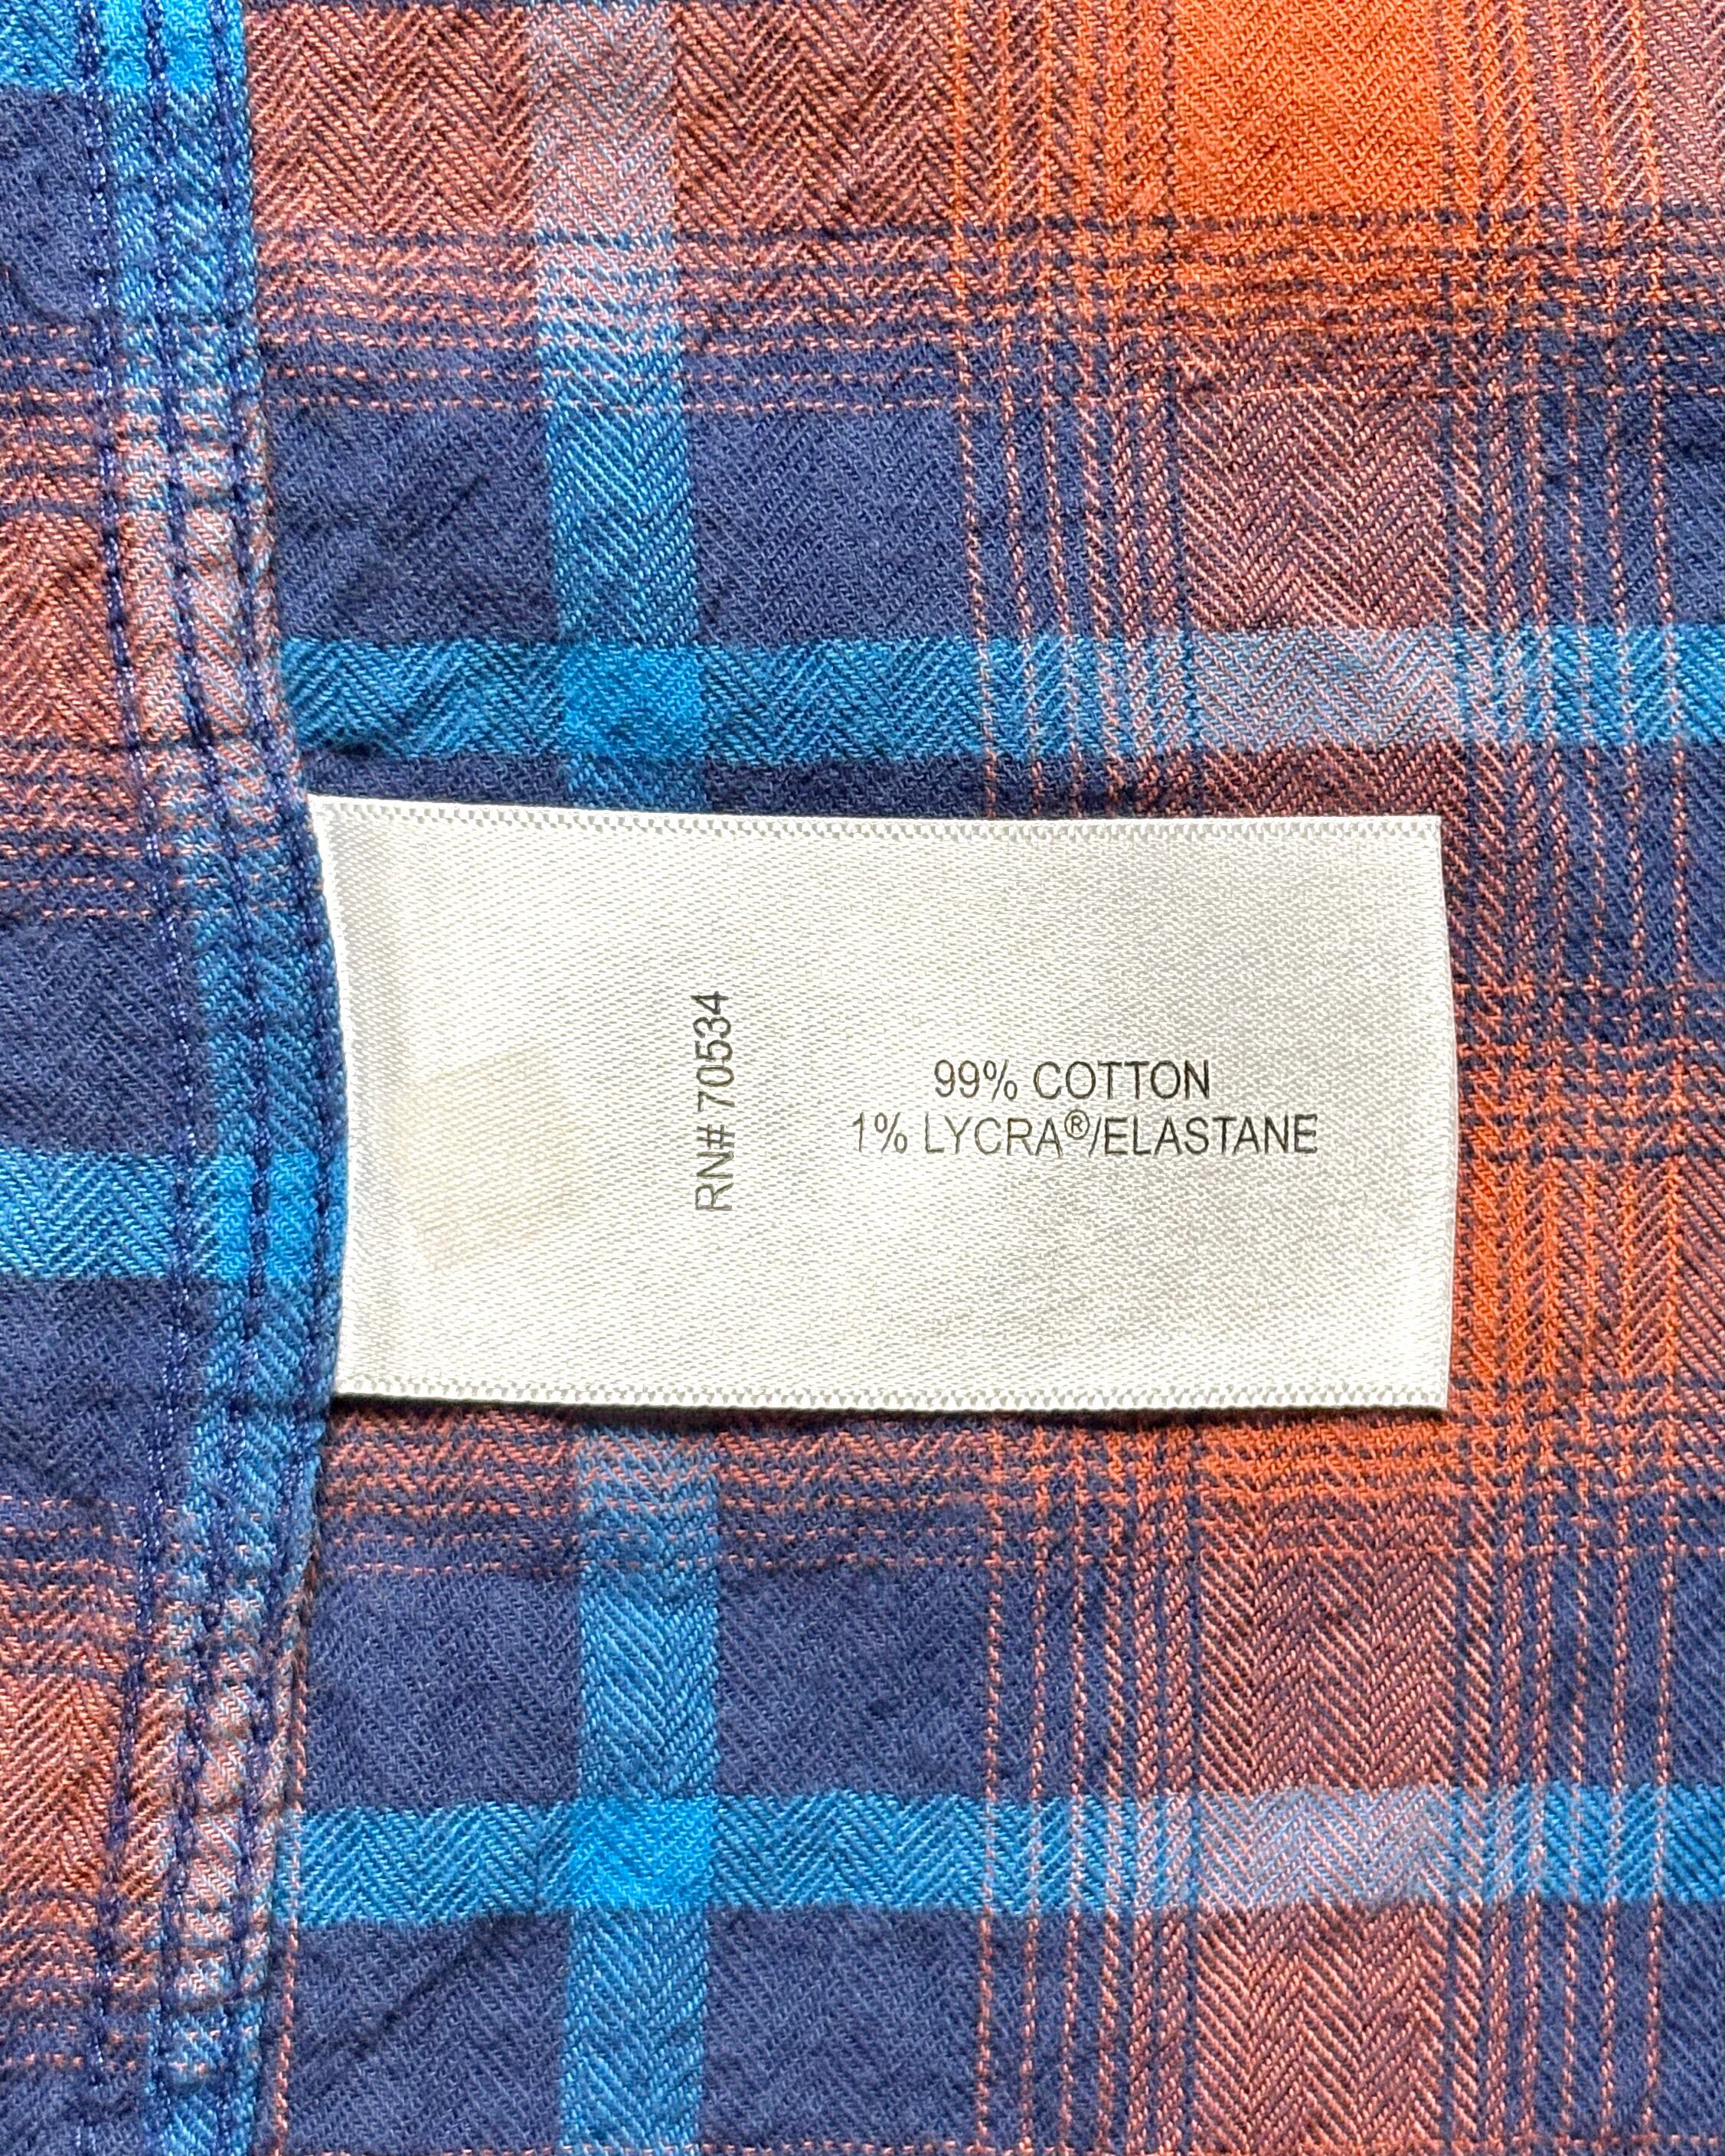 RN# 70534
99% COTTON
1% LYCRA®/ELASTANE